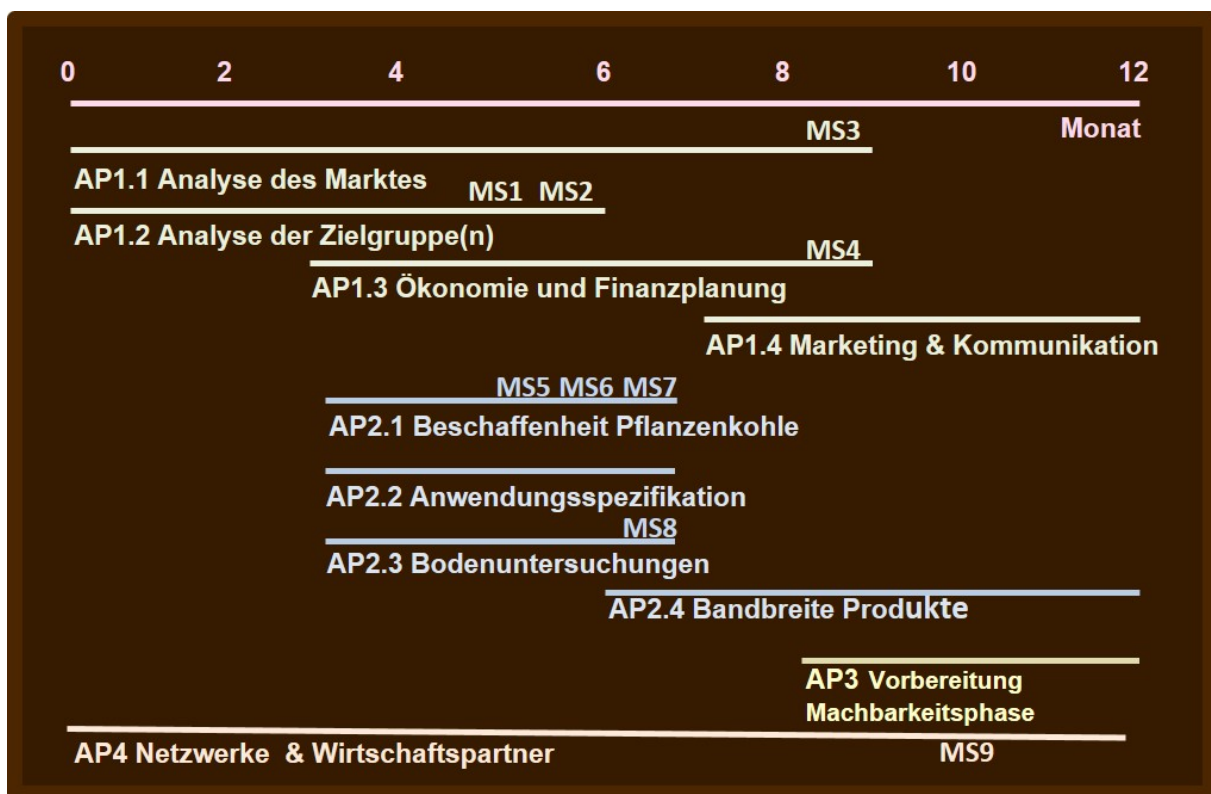 0 2 4 6 8 10 12
MS3 Monat
AP1.1 Analyse des Marktes
MS1 MS2
AP1.2 Analyse der Zielgruppe(n)
MS4
AP1.3 Ökonomie und Finanzplanung
AP1.4 Marketing & Kommunikation
MS5 MS6 MS7
AP2.1 Beschaffenheit Pflanzenkohle
AP2.2 Anwendungsspezifikation
MS8
AP2.3 Bodenuntersuchungen
AP2.4 Bandbreite Produkte
AP3 Vorbereitung
Machbarkeitsphase
AP4 Netzwerke & Wirtschaftspartner MS9